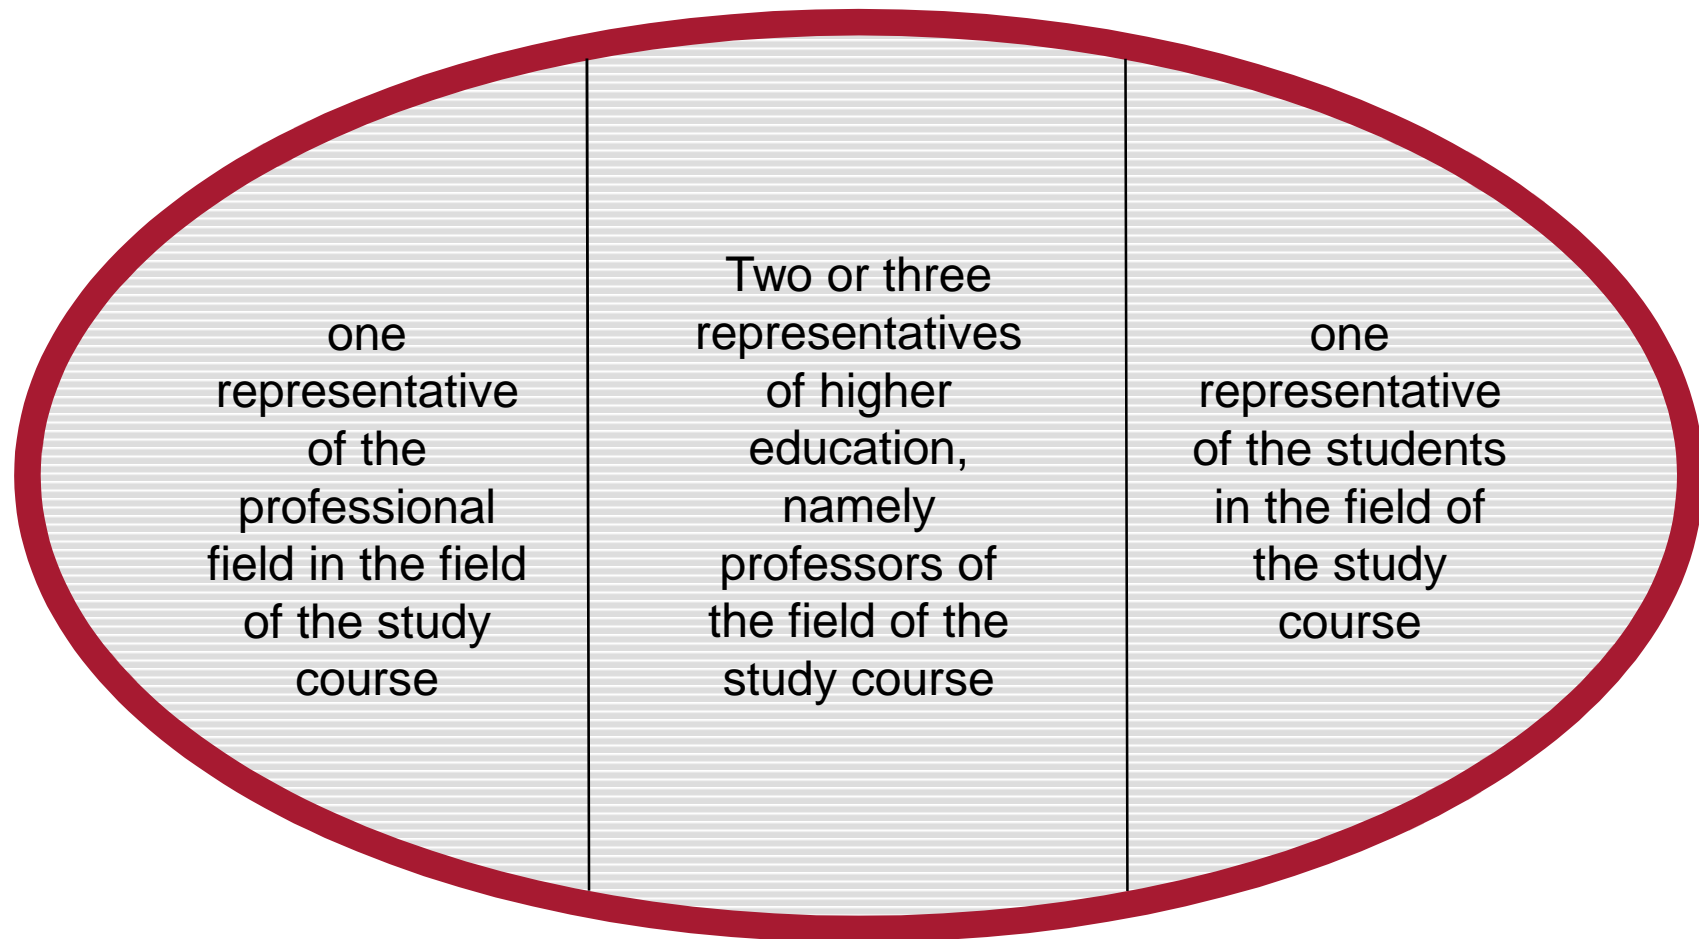 one
representative
of the
professional
field in the field
of the study
course
Two or three
representatives
of higher
education,
namely
professors of
the field of the
study course
one
representative
of the students
in the field of
the study
course